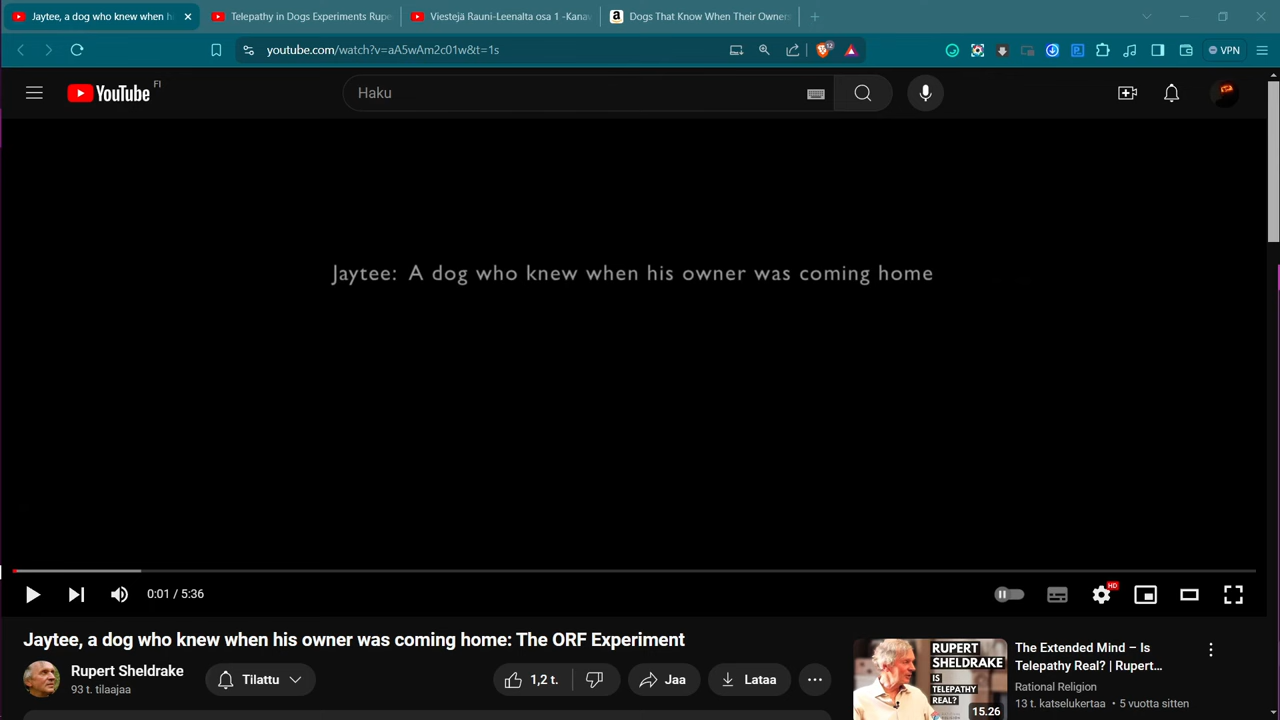 Jaytee, a dog who knew when h
Telepathy in Dogs Experiments Rupe
Viestejä Rauni-Leenalta osa 1 -Kana
Dogs That Know When Their Owners
youtube.com/watch?v=aA5wAm2c01w&t=1s
12
VPN
YouTube FI
Haku
Jaytee: A dog who knew when his owner was coming home
0:01 / 5:36
HD
Jaytee, a dog who knew when his owner was coming home: The ORF Experiment
Rupert Sheldrake
93 t. tilaajaa
Tilattu
1,2 t.
Jaa
Lataa
RUPERT
SHELDRAKE
IS
TELEPATHY
REAL?
15.26
The Extended Mind – Is
Telepathy Real? | Rupert...
Rational Religion
13 t. katselukertaa • 5 vuotta sitten